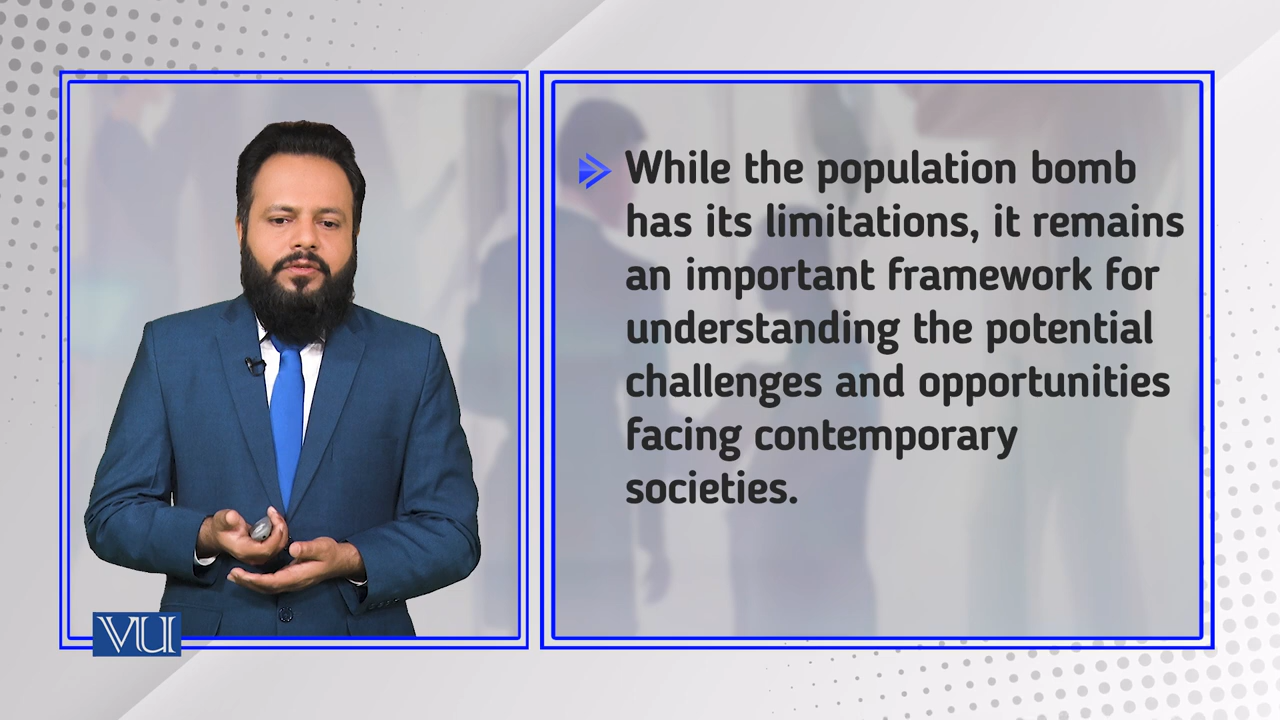 While the population bomb
has its limitations, it remains
an important framework for
understanding the potential
challenges and opportunities
facing contemporary
societies.
VU